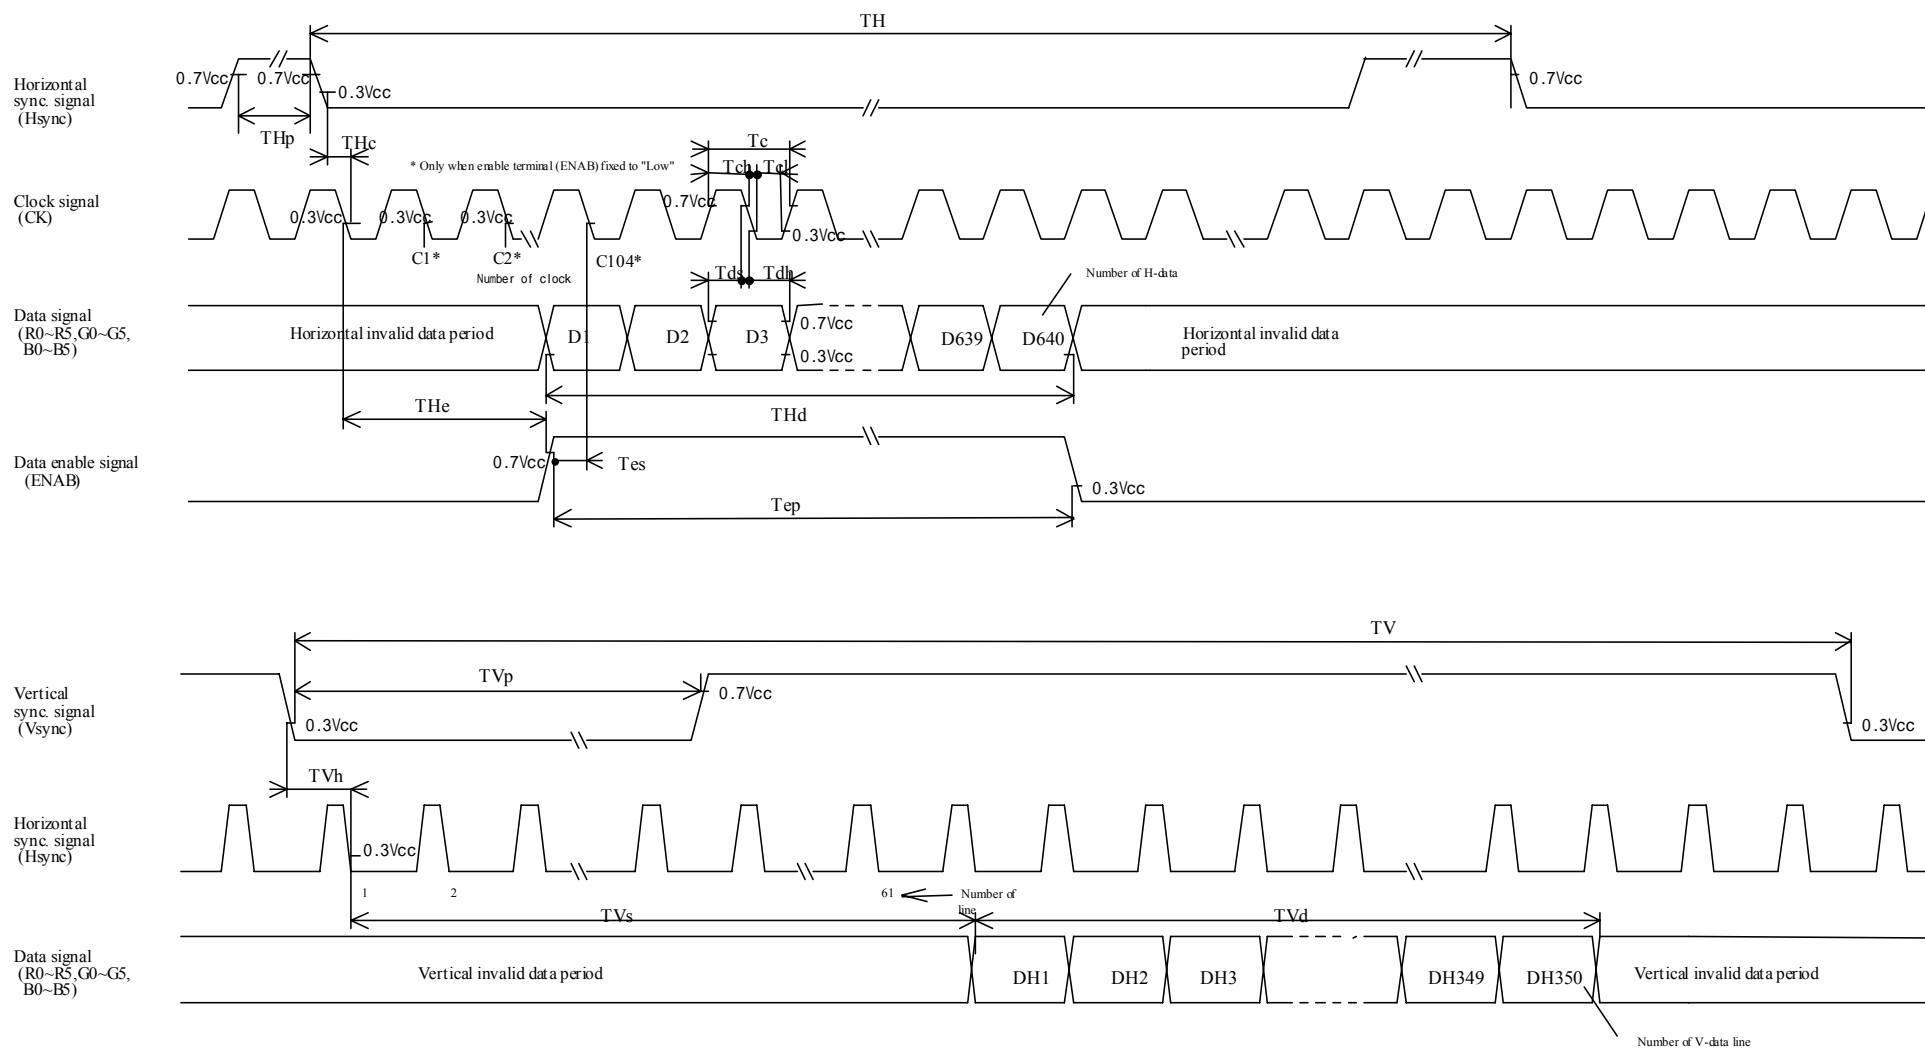 TH
Horizontal
sync. signal
(Hsync)
0.7Vcc
0.7Vcc
0.3Vcc
0.7Vcc
THp
THc
* Only when enable terminal (ENAB) fixed to "Low"
Tc
Tch
Tcl
Clock signal
(CK)
0.3Vcc
0.3Vcc
0.3Vcc
0.7Vcc
0.3Vcc
C1*
C2*
C104*
Number of clock
Tds
Tdh
Number of H-data
Data signal
(R0~R5,G0~G5,
B0~B5)
Horizontal invalid data period
D1
D2
D3
0.7Vcc
0.3Vcc
D639
D640
Horizontal invalid data
period
THe
THd
Data enable signal
(ENAB)
0.7Vcc
Tes
0.3Vcc
Tep
TV
Vertical
sync. signal
(Vsync)
TVp
0.7Vcc
0.3Vcc
0.3Vcc
TVh
Horizontal
sync. signal
(Hsync)
0.3Vcc
1
2
61
Number of
line
TVs
TVd
Data signal
(R0~R5,G0~G5,
B0~B5)
Vertical invalid data period
DH1
DH2
DH3
DH349
DH350
Vertical invalid data period
Number of V-data line